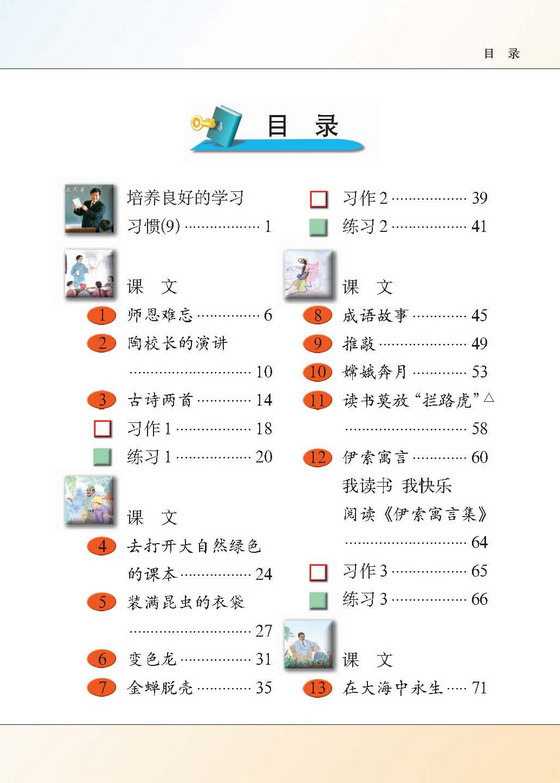 目 录
目 录
培养良好的学习
习惯(9) ·················· 1
课 文
1 师恩难忘 ··············· 6
2 陶校长的演讲
····························· 10
3 古诗两首 ············· 14
习作1 ··················· 18
练习1 ··················· 20
课 文
4 去打开大自然绿色
的课本 ················· 24
5 装满昆虫的衣袋
····························· 27
6 变色龙 ················ 31
7 金蝉脱壳 ············· 35
习作2 ·················· 39
练习2 ·················· 41
课 文
8 成语故事 ············· 45
9 推敲 ···················· 49
10 嫦娥奔月 ············· 53
11 读书莫放“拦路虎”△
····························· 58
12 伊索寓言 ············· 60
我读书 我快乐
阅读《伊索寓言集》
····························· 64
习作3 ·················· 65
练习3 ·················· 66
课 文
13 在大海中永生 ····· 71